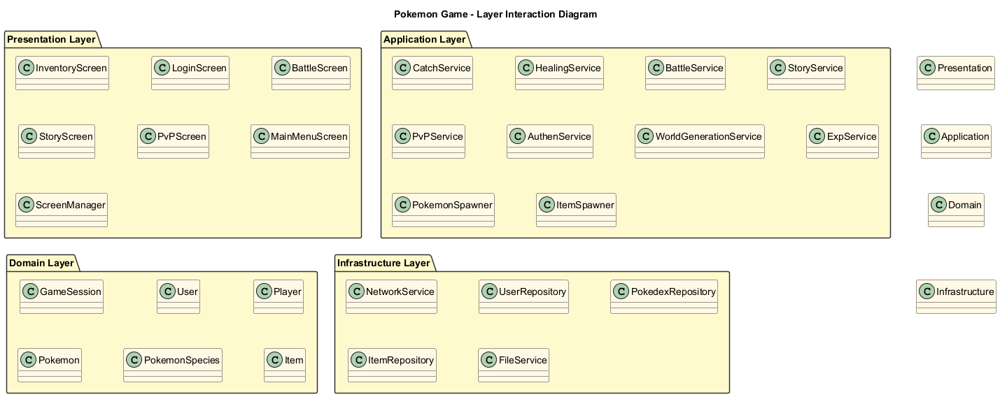 Pokemon Game - Layer Interaction Diagram
Presentation Layer
C InventoryScreen
C LoginScreen
C BattleScreen
C StoryScreen
C PvPScreen
C MainMenuScreen
C ScreenManager
Application Layer
C CatchService
C HealingService
C BattleService
C StoryService
C PvPService
C AuthenService
C WorldGenerationService
C ExpService
C PokemonSpawner
C ItemSpawner
C Presentation
C Application
C Domain
Domain Layer
C GameSession
C User
C Player
C Pokemon
C PokemonSpecies
C Item
Infrastructure Layer
C NetworkService
C UserRepository
C PokedexRepository
C ItemRepository
C FileService
C Infrastructure